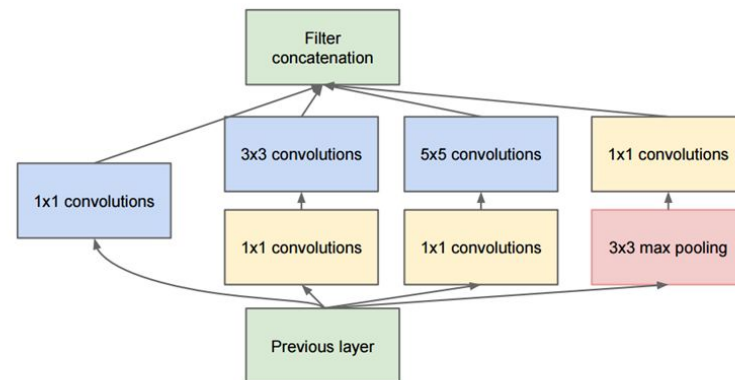 Filter
concatenation
3x3 convolutions
5x5 convolutions
1x1 convolutions
1x1 convolutions
1x1 convolutions
1x1 convolutions
3x3 max pooling
Previous layer